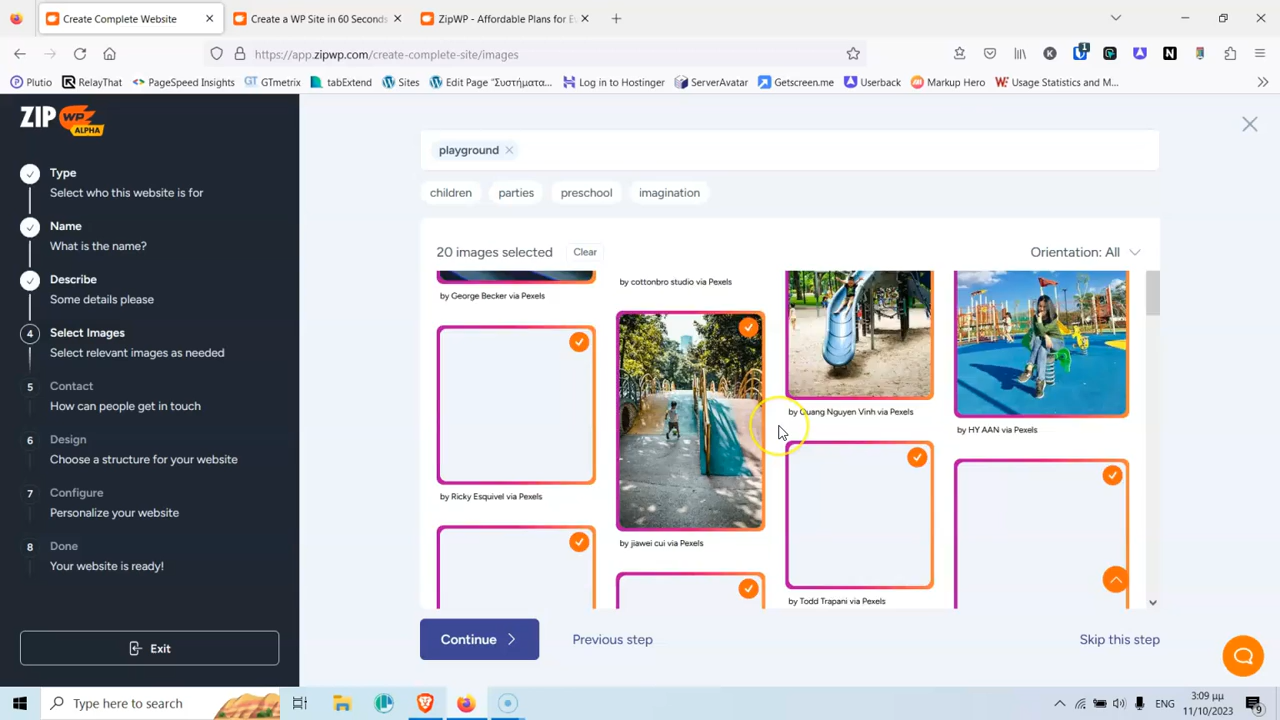 Create Complete Website
Create a WP Site in 60 Seconds
ZipWP - Affordable Plans for E
https://app.zipwp.com/create-complete-site/images
Plutio
RelayThat
PageSpeed Insights
GTmetrix
tabExtend
Sites
Edit Page “Συστήματα...
Log in to Hostinger
ServerAvatar
Getscreen.me
Userback
Markup Hero
Usage Statistics and M...
ZIP WP ALPHA
Type
Select who this website is for
Name
What is the name?
Describe
Some details please
4
Select Images
Select relevant images as needed
5
Contact
How can people get in touch
6
Design
Choose a structure for your website
7
Configure
Personalize your website
8
Done
Your website is ready!
Exit
playground
children
parties
preschool
imagination
20 images selected
Clear
Orientation: All
by George Becker via Pexels
by cottonbro studio via Pexels
by Quang Nguyen Vinh via Pexels
by HY AAN via Pexels
by Ricky Esquivel via Pexels
by jiawei cui via Pexels
by Todd Trapani via Pexels
Continue
Previous step
Skip this step
Type here to search
ENG
3:09 μμ
11/10/2023
9